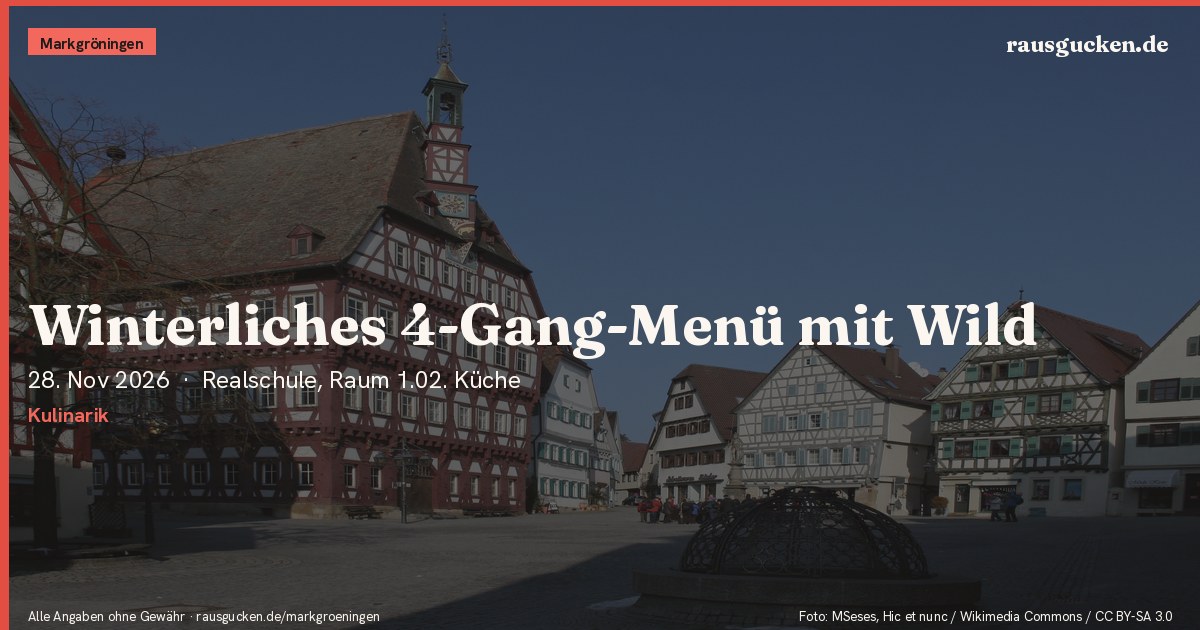 Markgröningen
rausgucken.de
Winterliches 4-Gang-Menü mit Wild
28. Nov 2026 · Realschule, Raum 1.02. Küche
Kulinarik
Alle Angaben ohne Gewähr · rausgucken.de/markgroeningen
Foto: MSeses, Hic et nunc / Wikimedia Commons / CC BY-SA 3.0